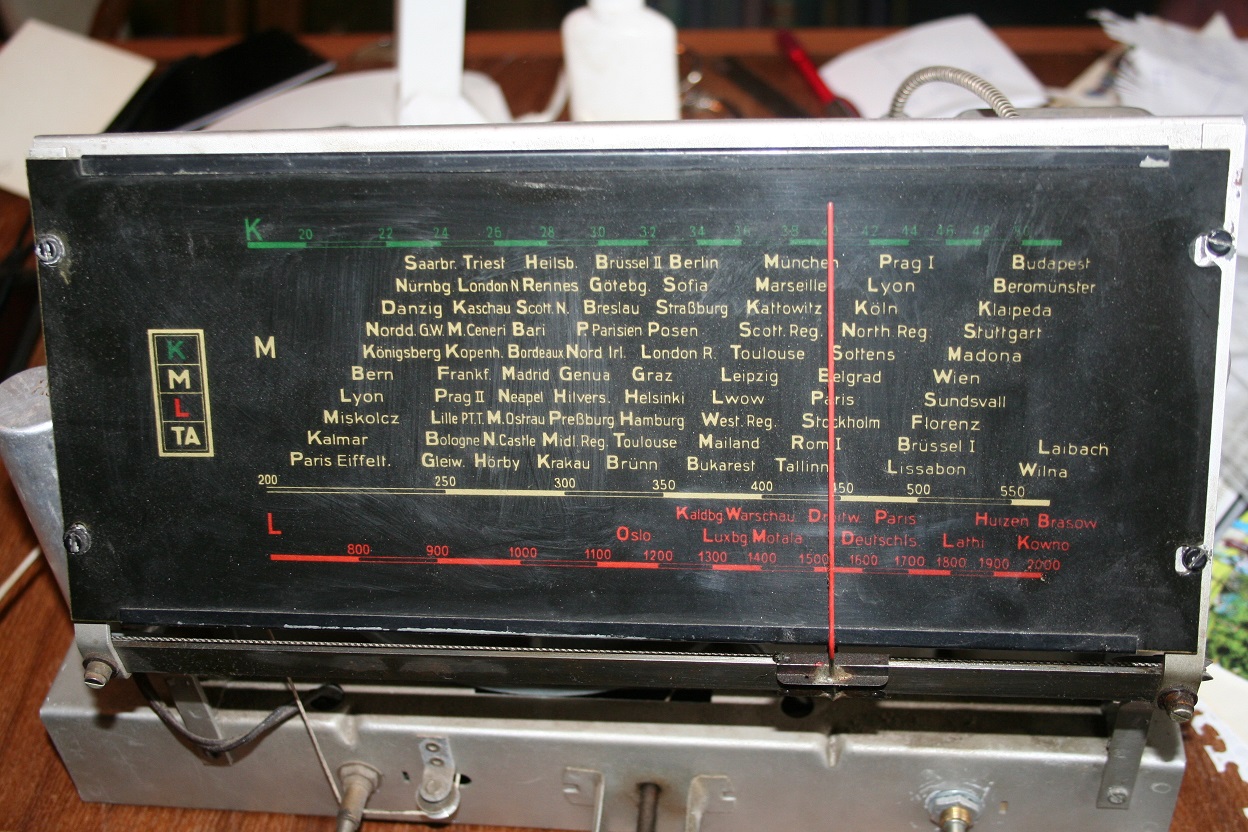 K 20 22 24 26 28 30 32 34 36 38 40 42 44 46 48
Saarbr. Triest Heilsb. Brüssel II Berlin München Prag I Budapest
Nürnbg. London N Rennes Götebg. Sofia Marseille Lyon Beromünster
Danzig Kaschau Scott N. Breslau Straßburg Kattowitz Köln Klaipeda
Nordd. G.W. M. Ceneri Bari P Parisien Posen Scott. Reg. North. Reg Stuttgart
K
M
L
TA
M
Königsberg Kopenh. Bordeaux Nord Irl. London R. Toulouse Sottens Madona
Bern Frankf. Madrid Genua Graz Leipzig Belgrad Wien
Lyon Prag II Neapel Hilvers. Helsinki Lwow Paris Sundsvall
Miskolcz Lille P.T.T. M. Ostrau Preßburg Hamburg West. Reg. Stockholm Florenz
Kalmar Bologne N. Castle Midl. Reg. Toulouse Mailand Rom I Brüssel I Laibach
Paris Eiffelt. Gleiw. Hörby Krakau Brünn Bukarest Tallinn Lissabon Wilna
200 250 300 350 400 450 500 550
L Kaldbg. Warschau Droitw. Paris Huizen Brasow
Oslo Luxbg. Motala Deutschls. Lathi Kowno
800 900 1000 1100 1200 1300 1400 1500 1600 1700 1800 1900 2000